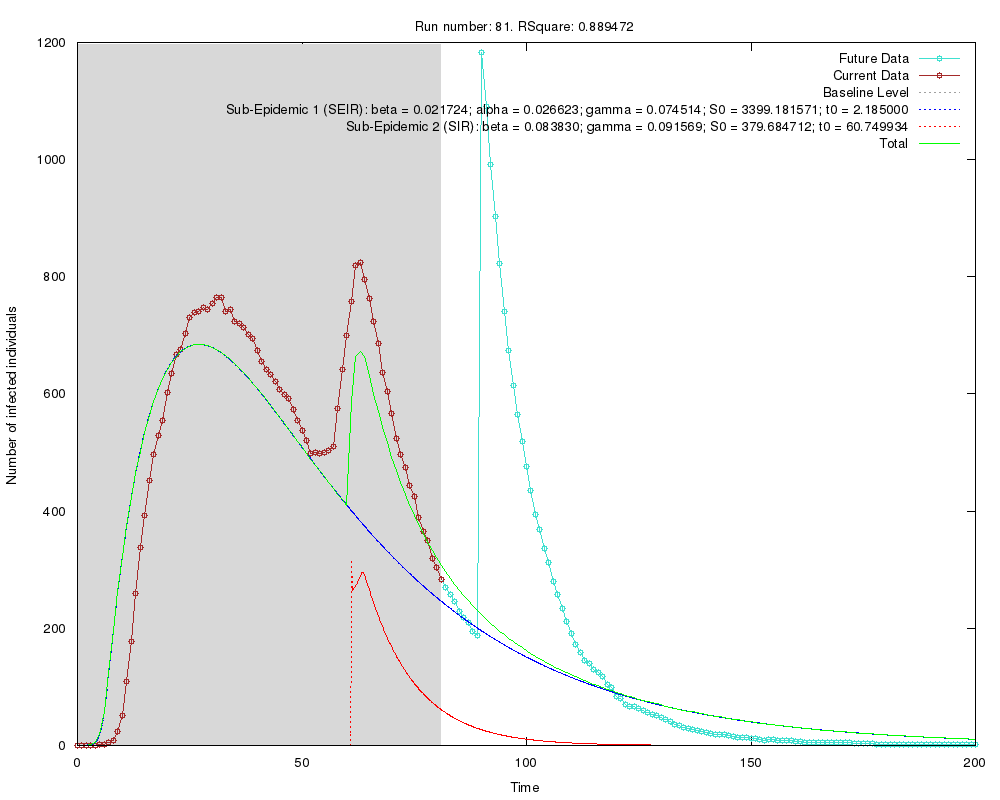 Run number: 81. RSquare: 0.889472
1200
1000
800
600
400
200
0
Number of infected individuals
Future Data
Current Data
Baseline Level
Sub-Epidemic 1 (SEIR): beta = 0.021724; alpha = 0.026623; gamma = 0.074514; S0 = 3399.181571; t0 = 2.185000
Sub-Epidemic 2 (SIR): beta = 0.083830; gamma = 0.091569; S0 = 379.684712; t0 = 60.749934
Total
0 50 100 150 200
Time